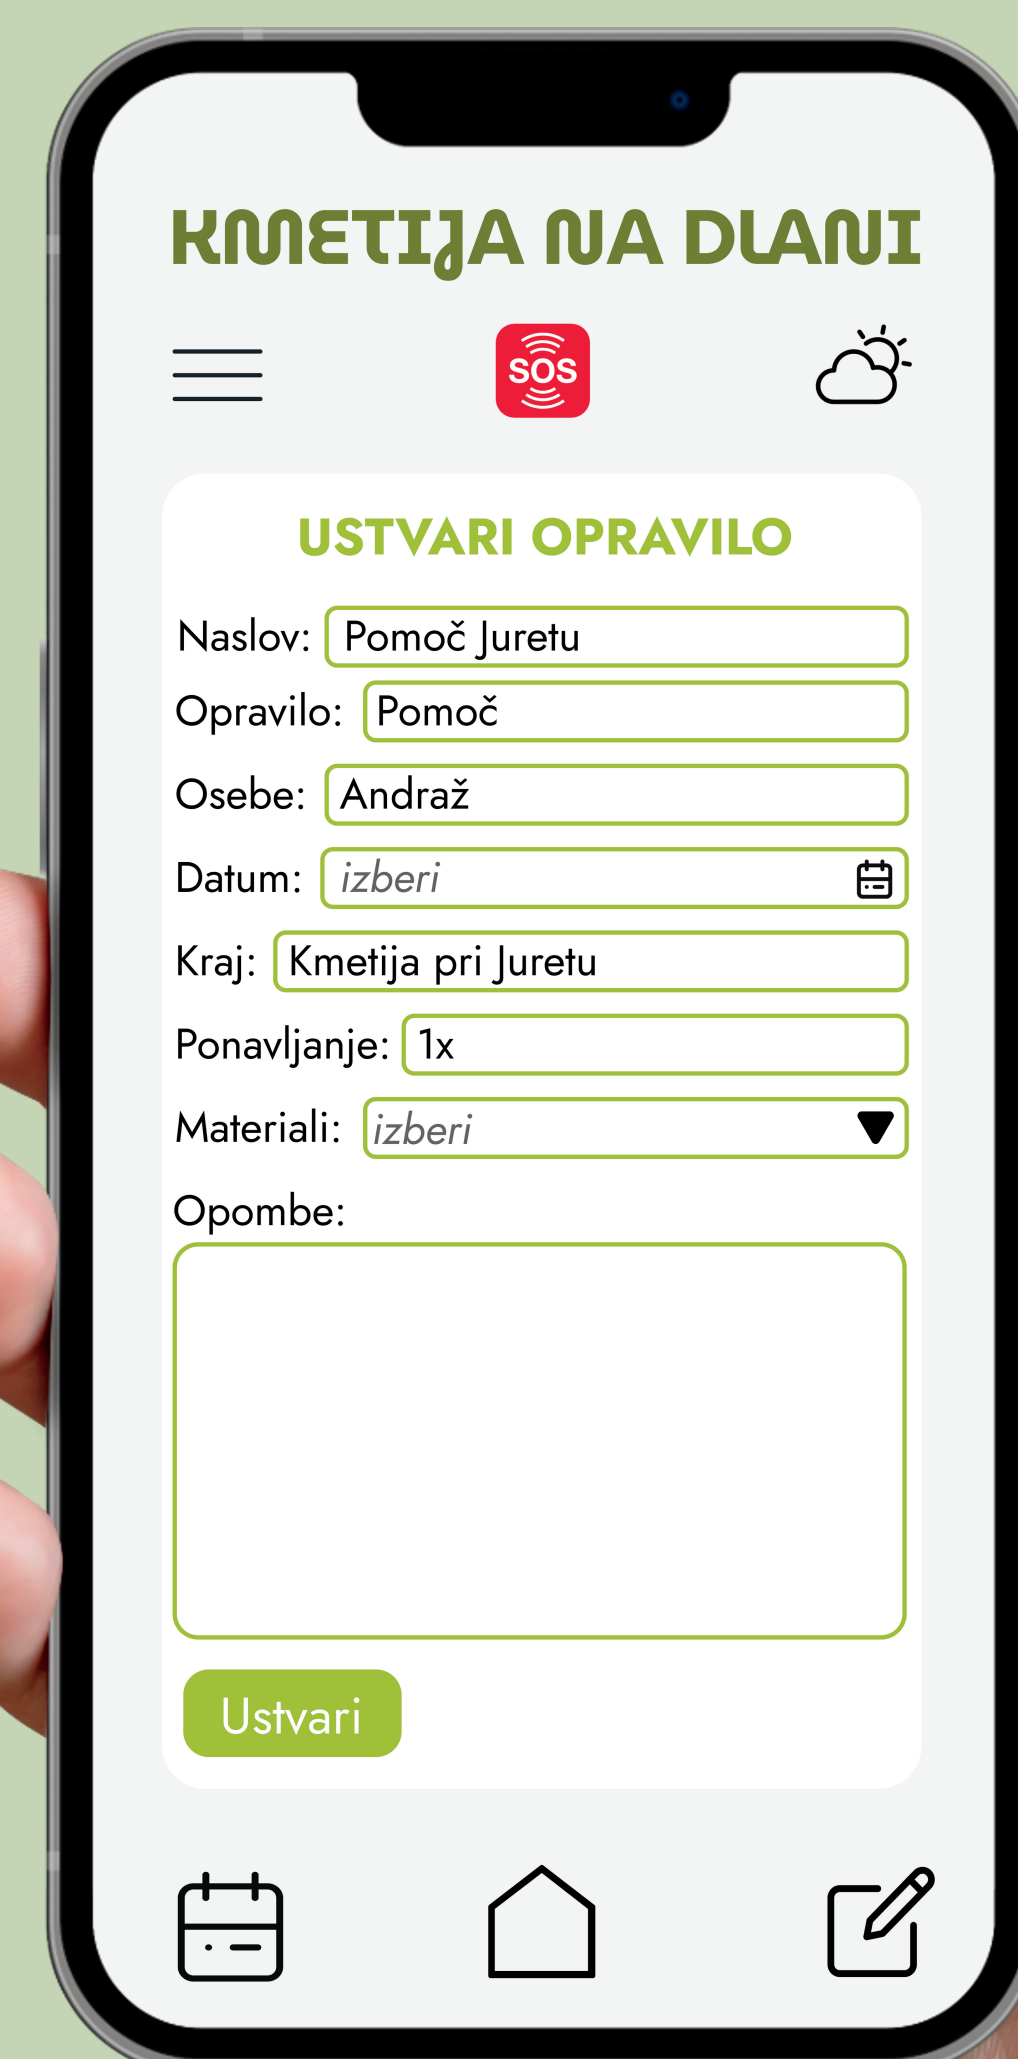 KMETIJA NA DLANI
SOS
USTVARI OPRAVILO
Naslov: Pomoč Juretu
Opravilo: Pomoč
Osebe: Andraž
Datum: izberi
Kraj: Kmetija pri Juretu
Ponavljanje: 1x
Materiali: izberi
Opombe:
Ustvari